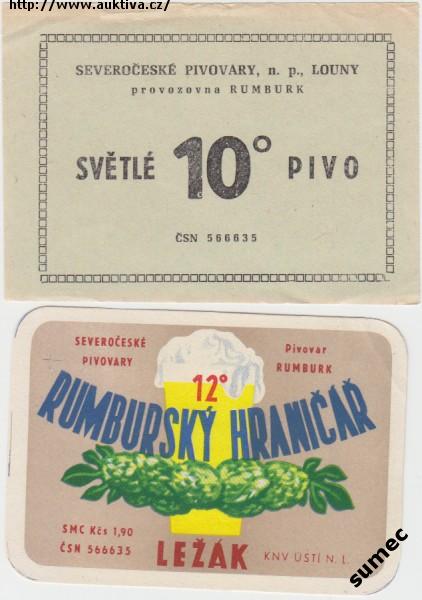 http://www.auktiva.cz/
SEVEROČESKÉ PIVOVARY, n. p., LOUNY
provozovna RUMBURK
SVĚTLÉ 10° PIVO
ČSN 566635
SEVEROČESKÉ
PIVOVARY
Pivovar
RUMBURK
12°
RUMBURSKÝ HRANIČÁŘ
SMC Kčs 1,90
ČSN 566635
LEŽÁK
KNV ÚSTÍ N. L.
sumec